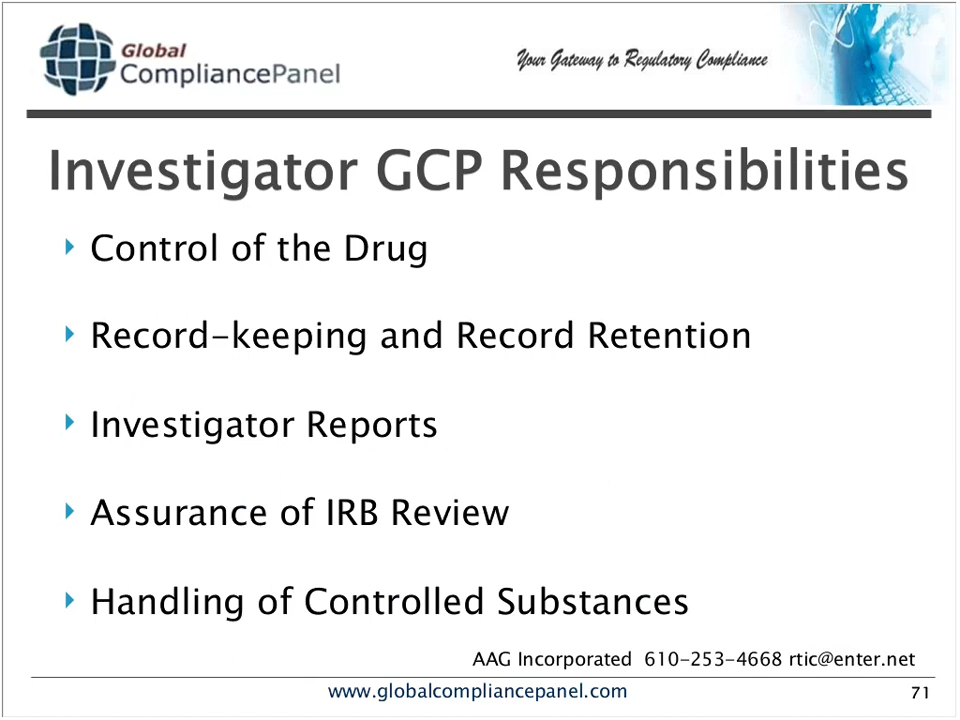 Global
CompliancePanel
Your Gateway to Regulatory Compliance
Investigator GCP Responsibilities
Control of the Drug
Record-keeping and Record Retention
Investigator Reports
Assurance of IRB Review
Handling of Controlled Substances
AAG Incorporated 610-253-4668 rtic@enter.net
www.globalcompliancepanel.com
71